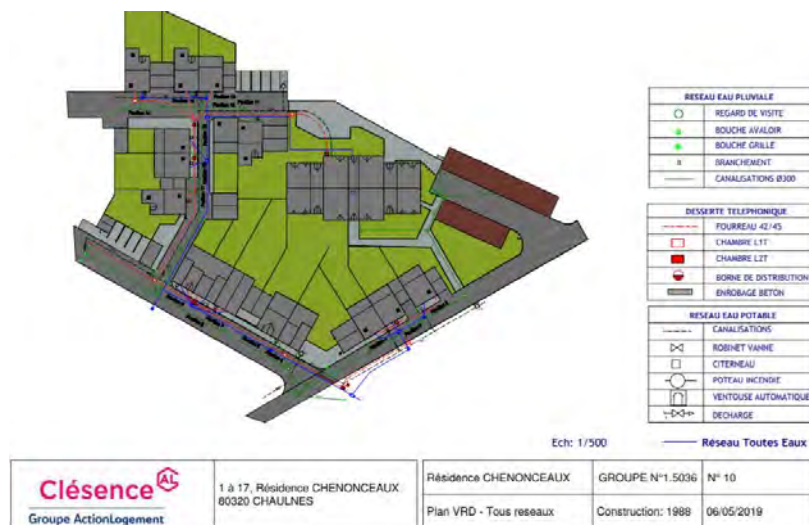 RESEAU EAU PLUVIALE
REGARD DE VISITE
BOUCHE AVALOIR
BOUCHE GRILLE
BRANCHEMENT
CANALISATIONS Ø300
DESSERTE TELEPHONIQUE
FOURREAU 42/45
CHAMBRE L1T
CHAMBRE L2T
BORNE DE DISTRIBUTION
ENROBAGE BETON
RESEAU EAU POTABLE
CANALISATIONS
ROBINET VANNE
CITERNEAU
POTEAU INCENDIE
VENTOUSE AUTOMATIQUE
DECHARGE
Ech: 1/500
Réseau Toutes Eaux
Clésence AL
Groupe ActionLogement
1 à 17, Résidence CHENONCEAUX
80320 CHAULNES
Résidence CHENONCEAUX
GROUPE N°1.5036
N° 10
Plan VRD - Tous reseaux
Construction: 1988
06/05/2019